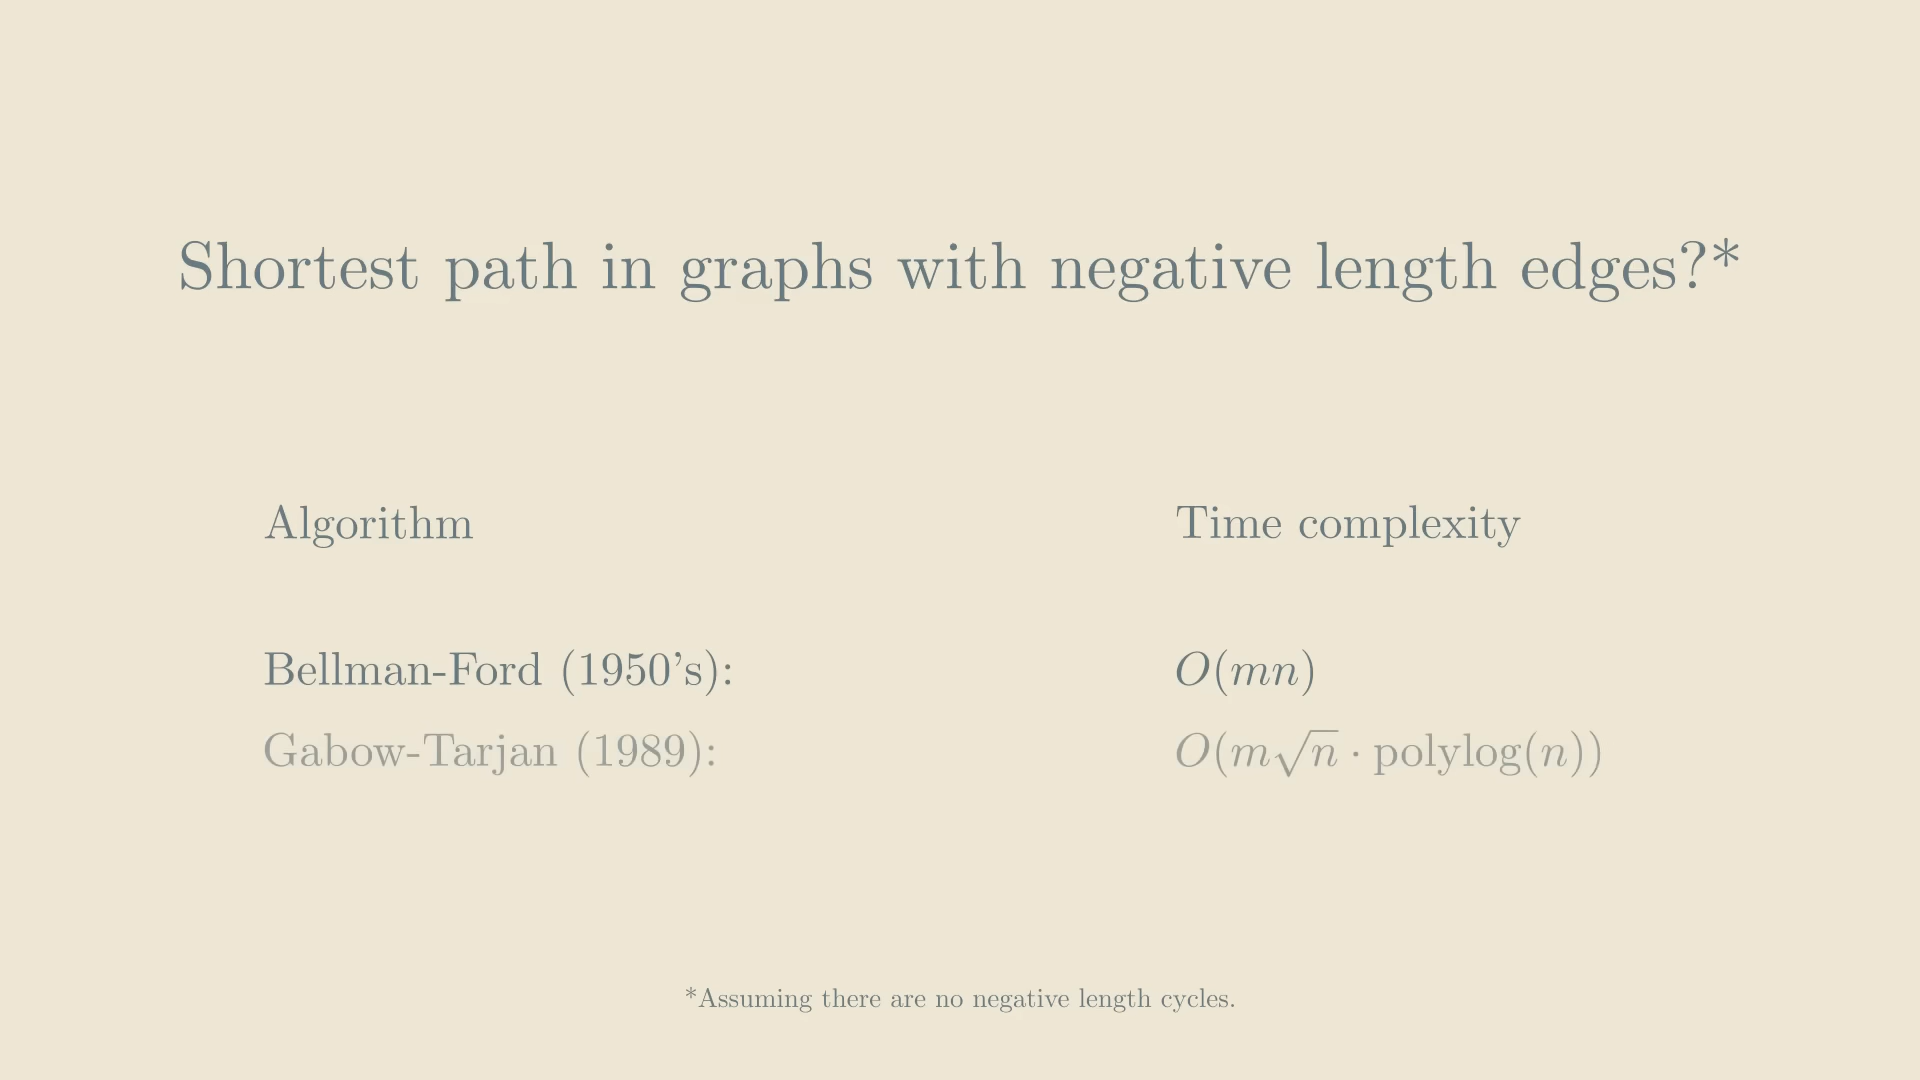 Shortest path in graphs with negative length edges?*
Algorithm Time complexity
Bellman-Ford (1950's): O(mn)
Gabow-Tarjan (1989): O(m√n · polylog(n))
*Assuming there are no negative length cycles.